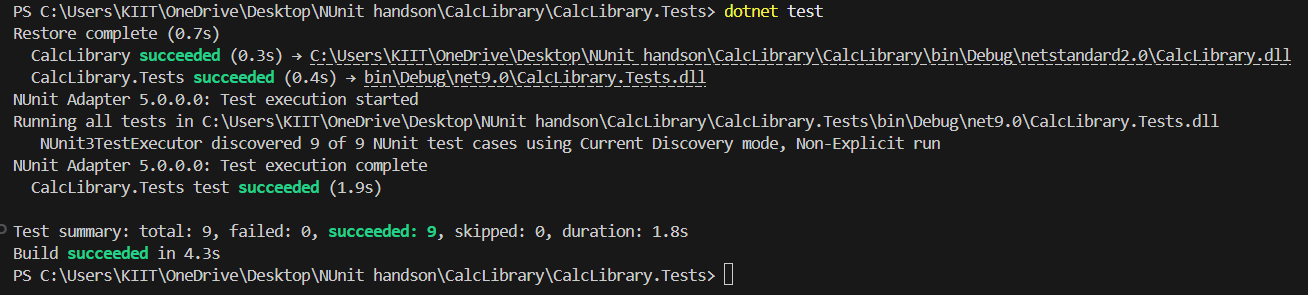 PS C:\Users\KIIT\OneDrive\Desktop\NUnit handson\CalcLibrary\CalcLibrary.Tests> dotnet test
Restore complete (0.7s)
  CalcLibrary succeeded (0.3s) → C:\Users\KIIT\OneDrive\Desktop\NUnit handson\CalcLibrary\CalcLibrary\bin\Debug\netstandard2.0\CalcLibrary.dll
  CalcLibrary.Tests succeeded (0.4s) → bin\Debug\net9.0\CalcLibrary.Tests.dll
NUnit Adapter 5.0.0.0: Test execution started
Running all tests in C:\Users\KIIT\OneDrive\Desktop\NUnit handson\CalcLibrary\CalcLibrary.Tests\bin\Debug\net9.0\CalcLibrary.Tests.dll
   NUnit3TestExecutor discovered 9 of 9 NUnit test cases using Current Discovery mode, Non-Explicit run
NUnit Adapter 5.0.0.0: Test execution complete
  CalcLibrary.Tests test succeeded (1.9s)
Test summary: total: 9, failed: 0, succeeded: 9, skipped: 0, duration: 1.8s
Build succeeded in 4.3s
PS C:\Users\KIIT\OneDrive\Desktop\NUnit handson\CalcLibrary\CalcLibrary.Tests>